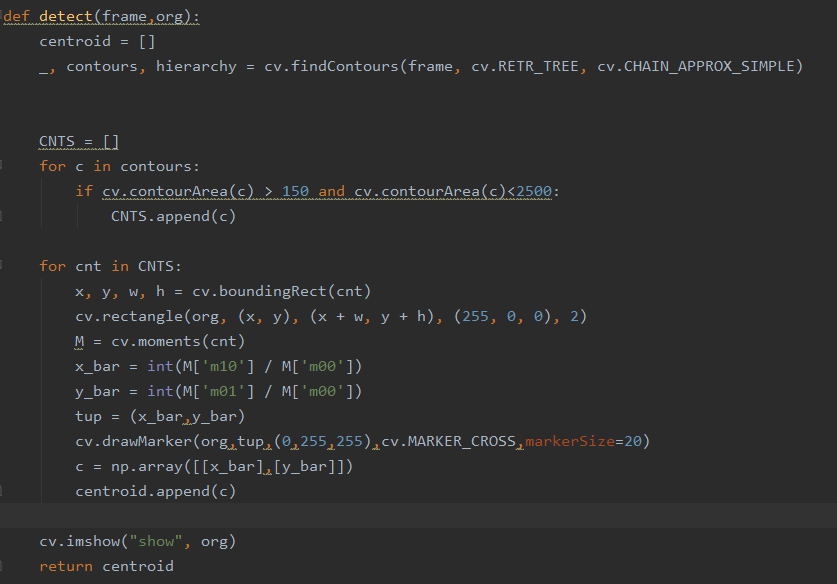 def detect(frame,org):
    centroid = []
    _, contours, hierarchy = cv.findContours(frame, cv.RETR_TREE, cv.CHAIN_APPROX_SIMPLE)
    CNTS = []
    for c in contours:
        if cv.contourArea(c) > 150 and cv.contourArea(c)<2500:
            CNTS.append(c)
    for cnt in CNTS:
        x, y, w, h = cv.boundingRect(cnt)
        cv.rectangle(org, (x, y), (x + w, y + h), (255, 0, 0), 2)
        M = cv.moments(cnt)
        x_bar = int(M['m10'] / M['m00'])
        y_bar = int(M['m01'] / M['m00'])
        tup = (x_bar,y_bar)
        cv.drawMarker(org,tup,(0,255,255),cv.MARKER_CROSS,markerSize=20)
        c = np.array([[x_bar],[y_bar]])
        centroid.append(c)
    cv.imshow("show", org)
    return centroid